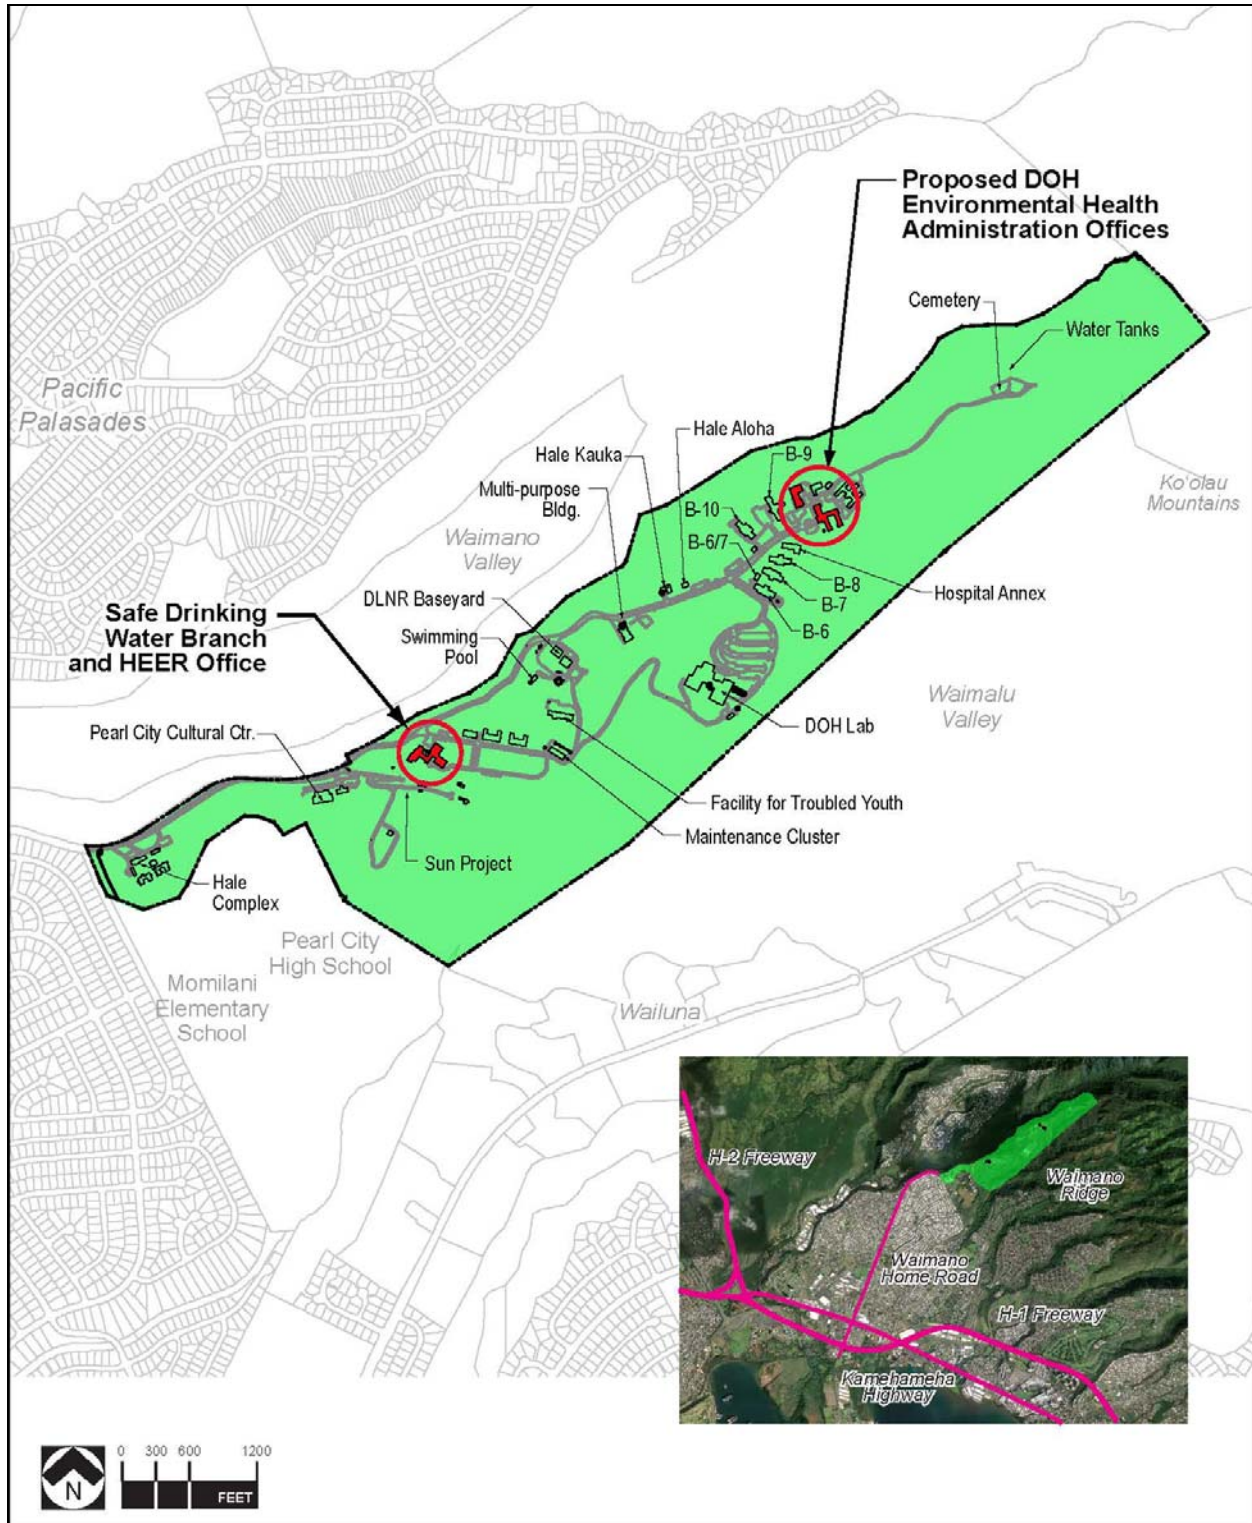 Proposed DOH
Environmental Health
Administration Offices
Cemetery
Water Tanks
Pacific
Palasades
Hale Aloha
Hale Kauka
B-9
Multi-purpose
Bldg.
Ko'olau
Mountains
B-10
Waimano
Valley
B-6/7
B-8
Hospital Annex
DLNR Baseyard
B-7
Safe Drinking
Water Branch
and HEER Office
B-6
Swimming
Pool
Waimalu
Valley
DOH Lab
Pearl City Cultural Ctr.
Facility for Troubled Youth
Maintenance Cluster
Sun Project
Hale
Complex
Pearl City
High School
Momilani
Elementary
School
Wailuna
H-2 Freeway
Waimano
Ridge
Waimano
Home Road
H-1 Freeway
Kamehameha
Highway
N
0 300 600 1200
FEET